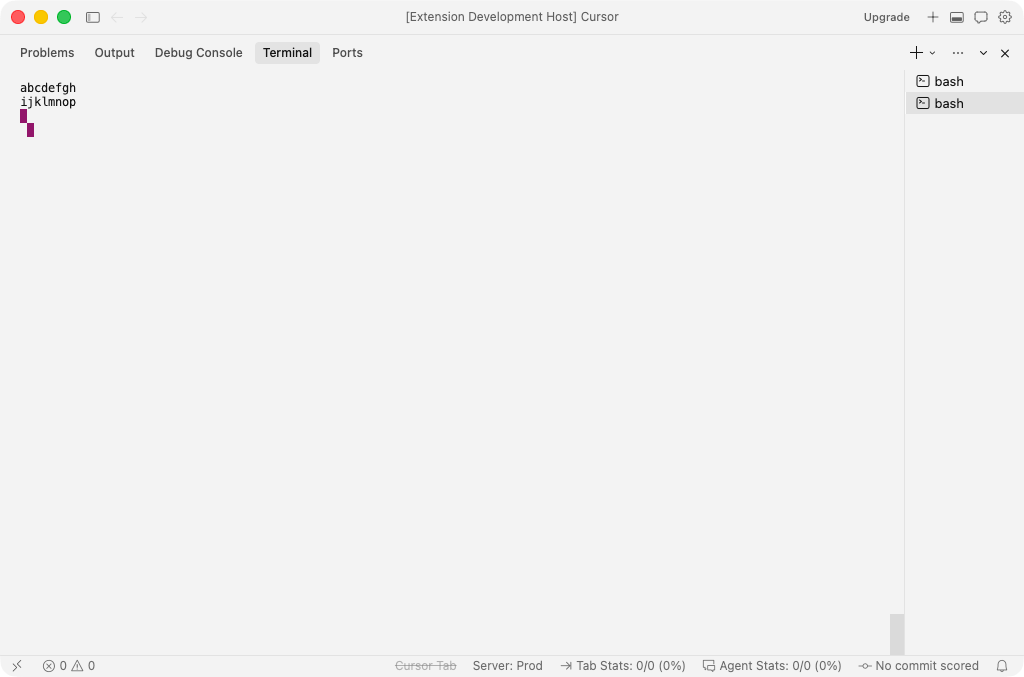 [Extension Development Host] Cursor
Upgrade
Problems Output Debug Console Terminal Ports
abcdefgh
ijklmnop
bash
bash
0 0 Cursor Tab Server: Prod Tab Stats: 0/0 (0%) Agent Stats: 0/0 (0%) No commit scored